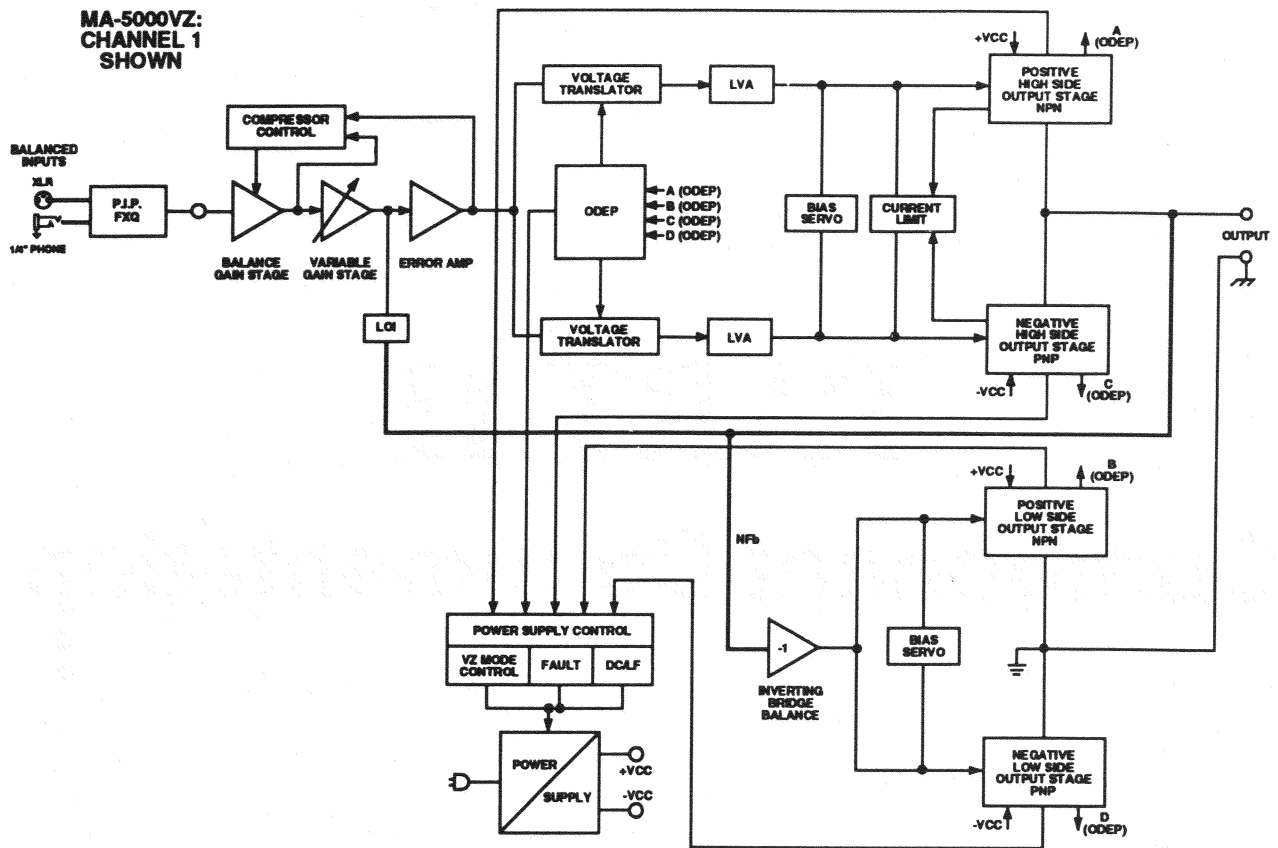 MA-5000VZ:
CHANNEL 1
SHOWN
BALANCED
INPUTS
XLR
1/4" PHONE
P.I.P.
FXQ
COMPRESSOR
CONTROL
BALANCE
GAIN STAGE
VARIABLE
GAIN STAGE
ERROR AMP
LOI
VOLTAGE
TRANSLATOR
LVA
ODEP
A (ODEP)
B (ODEP)
C (ODEP)
D (ODEP)
VOLTAGE
TRANSLATOR
LVA
BIAS
SERVO
CURRENT
LIMIT
+VCC
A
(ODEP)
POSITIVE
HIGH SIDE
OUTPUT STAGE
NPN
OUTPUT
NEGATIVE
HIGH SIDE
OUTPUT STAGE
PNP
-VCC
C
(ODEP)
+VCC
B
(ODEP)
POSITIVE
LOW SIDE
OUTPUT STAGE
NPN
NFb
-1
INVERTING
BRIDGE
BALANCE
BIAS
SERVO
NEGATIVE
LOW SIDE
OUTPUT STAGE
PNP
-VCC
D
(ODEP)
POWER SUPPLY CONTROL
VZ MODE
CONTROL
FAULT
DC/LF
POWER
SUPPLY
+VCC
-VCC